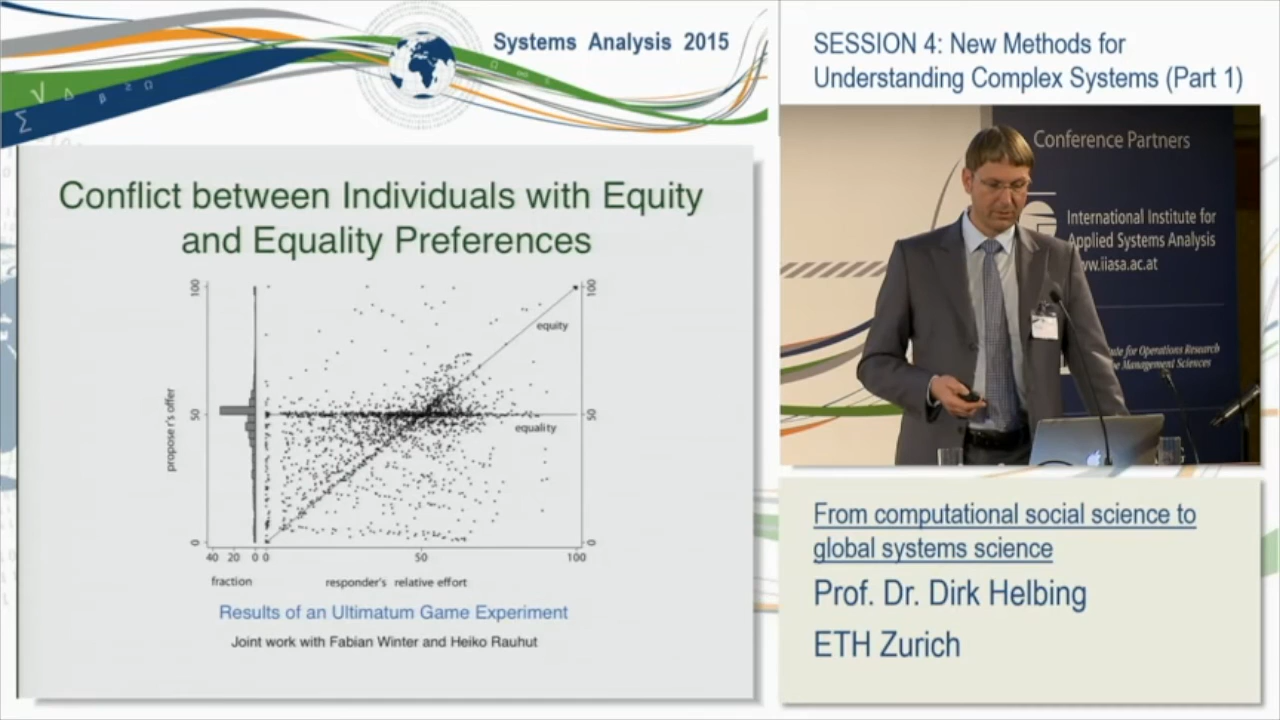 Systems Analysis 2015
√ Δ β ≥ Ω
Σ
Conflict between Individuals with Equity
and Equality Preferences
100
100
equity
proposer's offer
50
50
equality
0
0
40 20 0 0 50 100
fraction
responder's relative effort
Results of an Ultimatum Game Experiment
Joint work with Fabian Winter and Heiko Rauhut
SESSION 4: New Methods for
Understanding Complex Systems (Part 1)
Conference Partners
International Institute for
Applied Systems Analysis
ww.iiasa.ac.at
ute for Operations Research
Management Sciences
From computational social science to
global systems science
Prof. Dr. Dirk Helbing
ETH Zurich